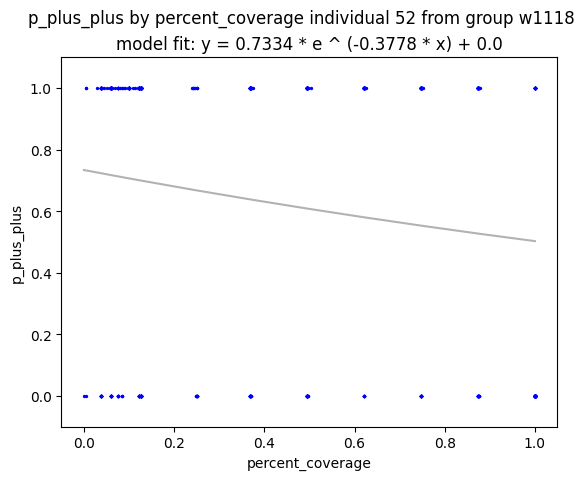 p_plus_plus by percent_coverage individual 52 from group w1118
model fit: y = 0.7334 * e ^ (-0.3778 * x) + 0.0
1.0
0.8
0.6
0.4
0.2
0.0
p_plus_plus
0.0 0.2 0.4 0.6 0.8 1.0
percent_coverage